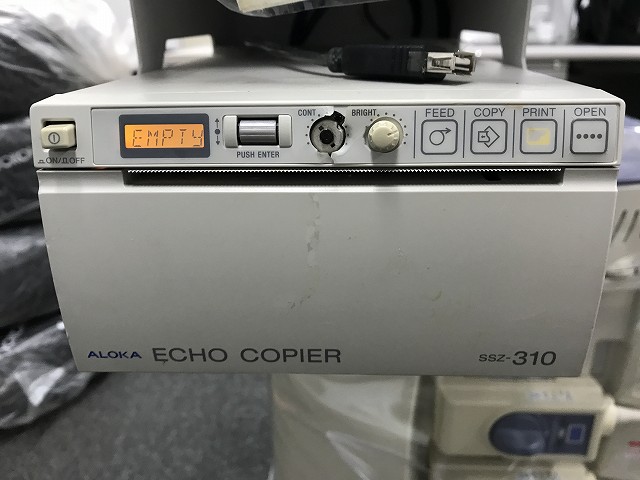 CONT. BRIGHT. FEED COPY PRINT OPEN
EMPTY
ON/OFF
PUSH ENTER
ALOKA ECHO COPIER SSZ-310